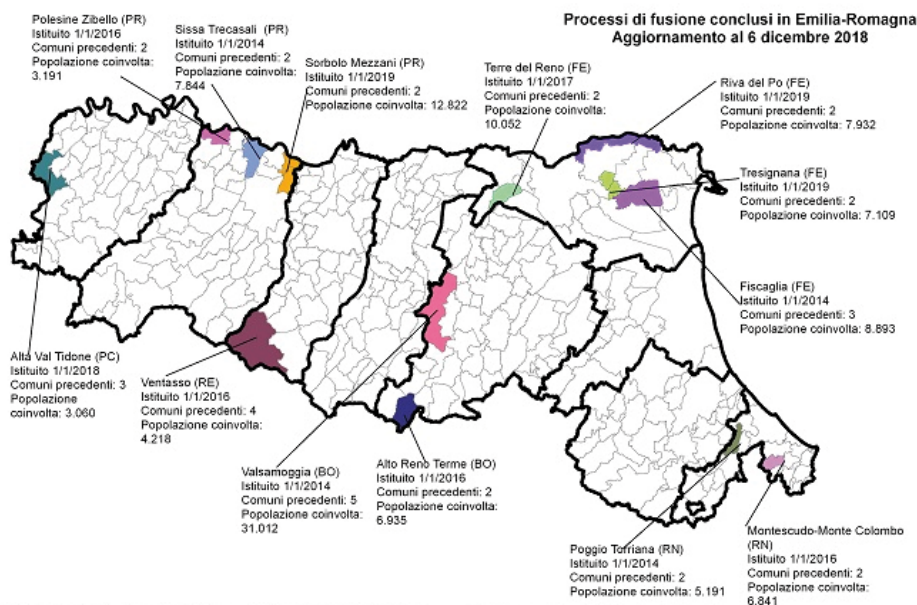 Processi di fusione conclusi in Emilia-Romagna
Aggiornamento al 6 dicembre 2018
Polesine Zibello (PR)
Istituito 1/1/2016
Comuni precedenti: 2
Popolazione coinvolta:
3.191
Sissa Trecasali (PR)
Istituito 1/1/2014
Comuni precedenti: 2
Popolazione coinvolta:
7.844
Sorbolo Mezzani (PR)
Istituito 1/1/2019
Comuni precedenti: 2
Popolazione coinvolta: 12.822
Terre del Reno (FE)
Istituito 1/1/2017
Comuni precedenti: 2
Popolazione coinvolta:
10.052
Riva del Po (FE)
Istituito 1/1/2019
Comuni precedenti: 2
Popolazione coinvolta: 7.932
Tresignana (FE)
Istituito 1/1/2019
Comuni precedenti: 2
Popolazione coinvolta: 7.109
Fiscaglia (FE)
Istituito 1/1/2014
Comuni precedenti: 3
Popolazione coinvolta: 8.893
Alta Val Tidone (PC)
Istituito 1/1/2018
Comuni precedenti: 3
Popolazione
coinvolta: 3.060
Ventasso (RE)
Istituito 1/1/2016
Comuni precedenti: 4
Popolazione coinvolta:
4.218
Valsamoggia (BO)
Istituito 1/1/2014
Comuni precedenti: 5
Popolazione coinvolta:
31.012
Alto Reno Terme (BO)
Istituito 1/1/2016
Comuni precedenti: 2
Popolazione coinvolta:
6.935
Poggio Torriana (RN)
Istituito 1/1/2014
Comuni precedenti: 2
Popolazione coinvolta: 5.191
Montescudo-Monte Colombo
(RN)
Istituito 1/1/2016
Comuni precedenti: 2
Popolazione coinvolta:
6.841